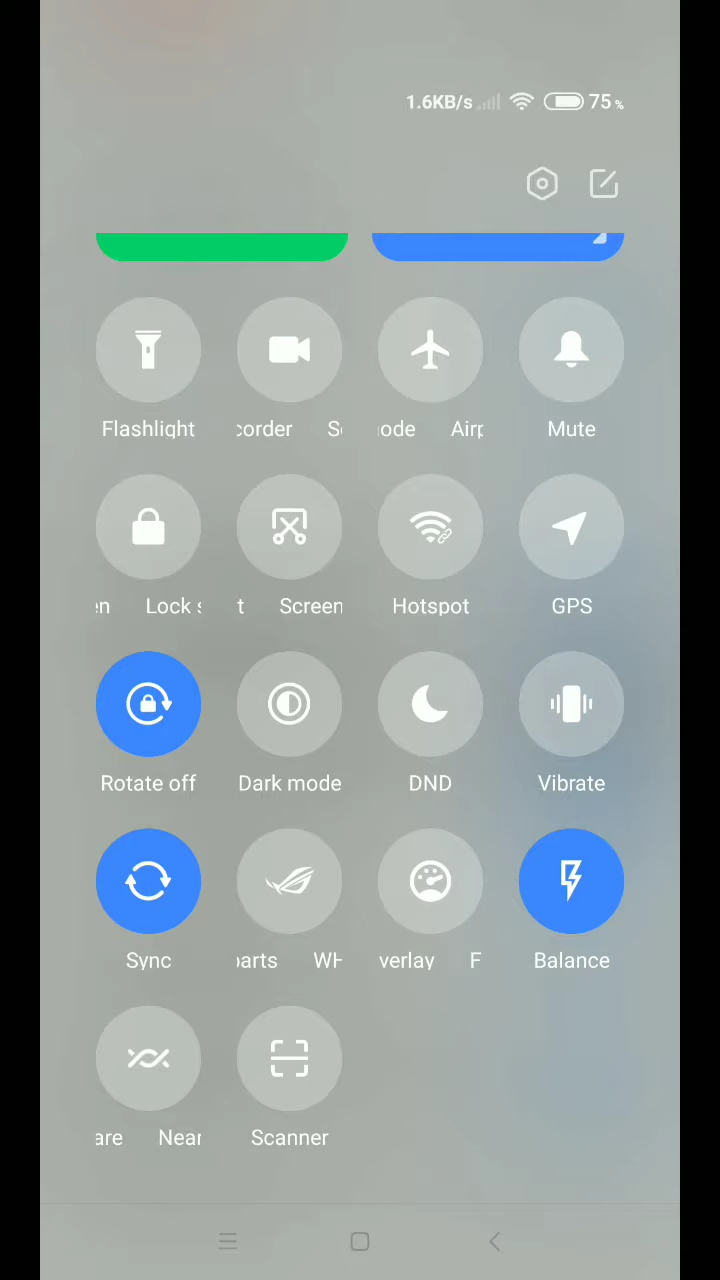 1.6KB/s 75 %
Flashlight corder Sc ode Airp Mute
en Lock s t Screen Hotspot GPS
Rotate off Dark mode DND Vibrate
Sync parts WH verlay F Balance
are Near Scanner